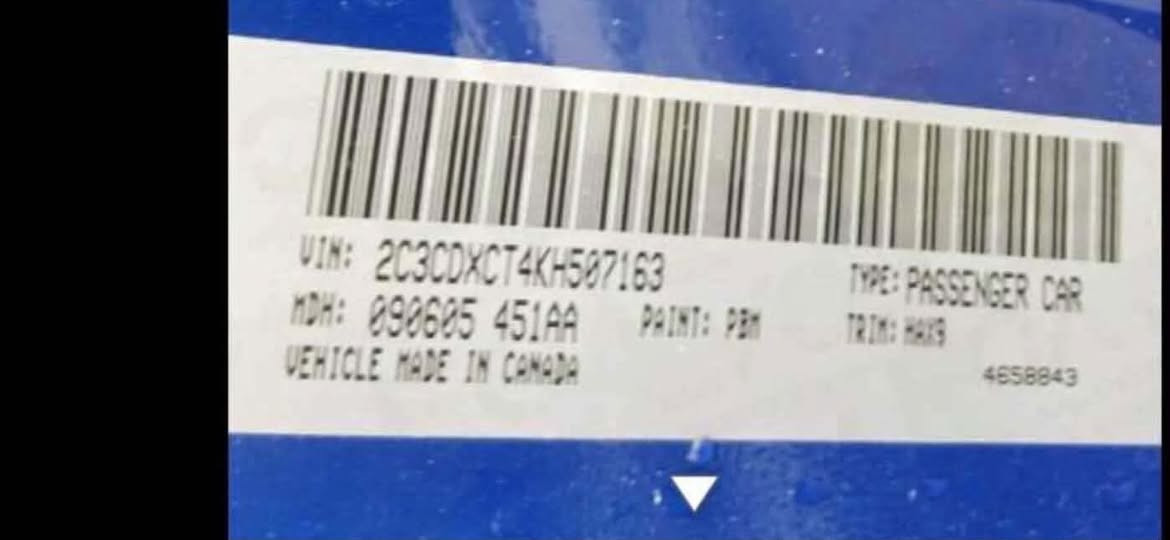 VIN: 2C3CDXCT4KH507163
TYPE: PASSENGER CAR
MDH: 090605 451AA PAINT: PBM
TRIM: HAX9
VEHICLE MADE IN CANADA
4658843